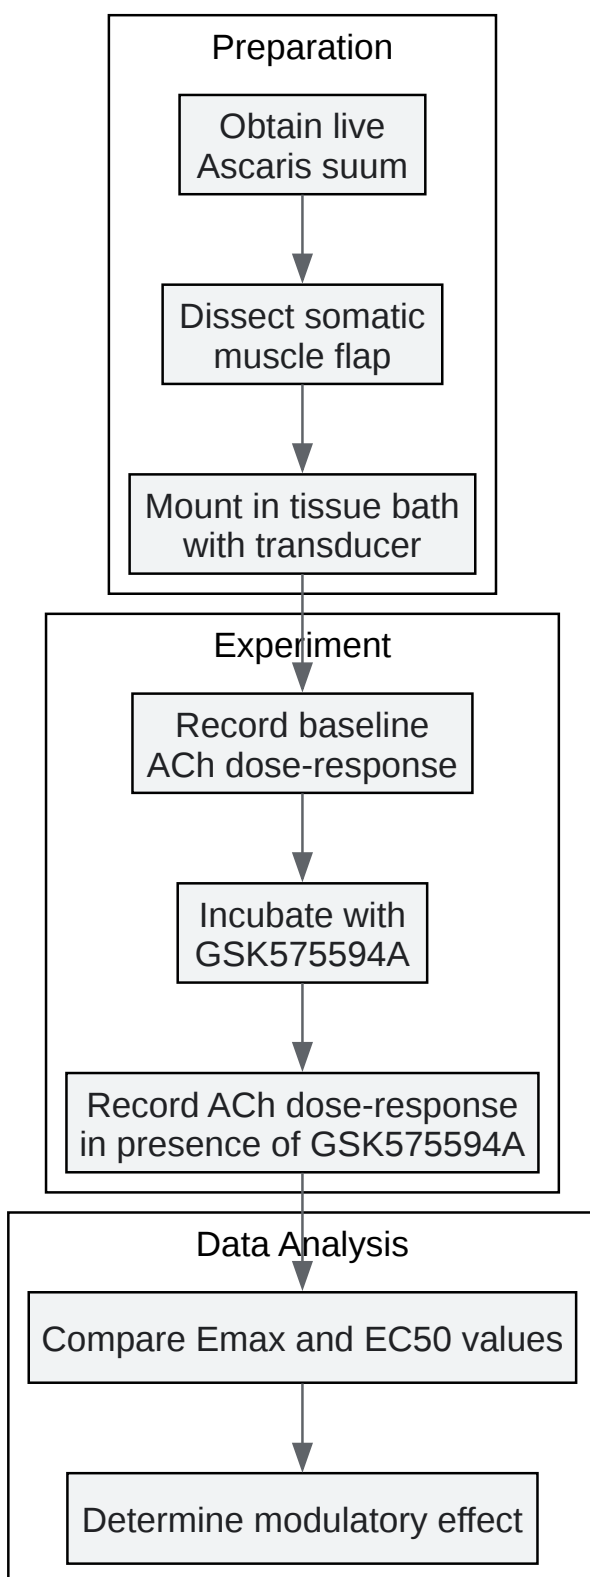 Preparation
Obtain live
Ascaris suum
Dissect somatic
muscle flap
Mount in tissue bath
with transducer
Experiment
Record baseline
ACh dose-response
Incubate with
GSK575594A
Record ACh dose-response
in presence of GSK575594A
Data Analysis
Compare Emax and EC50 values
Determine modulatory effect